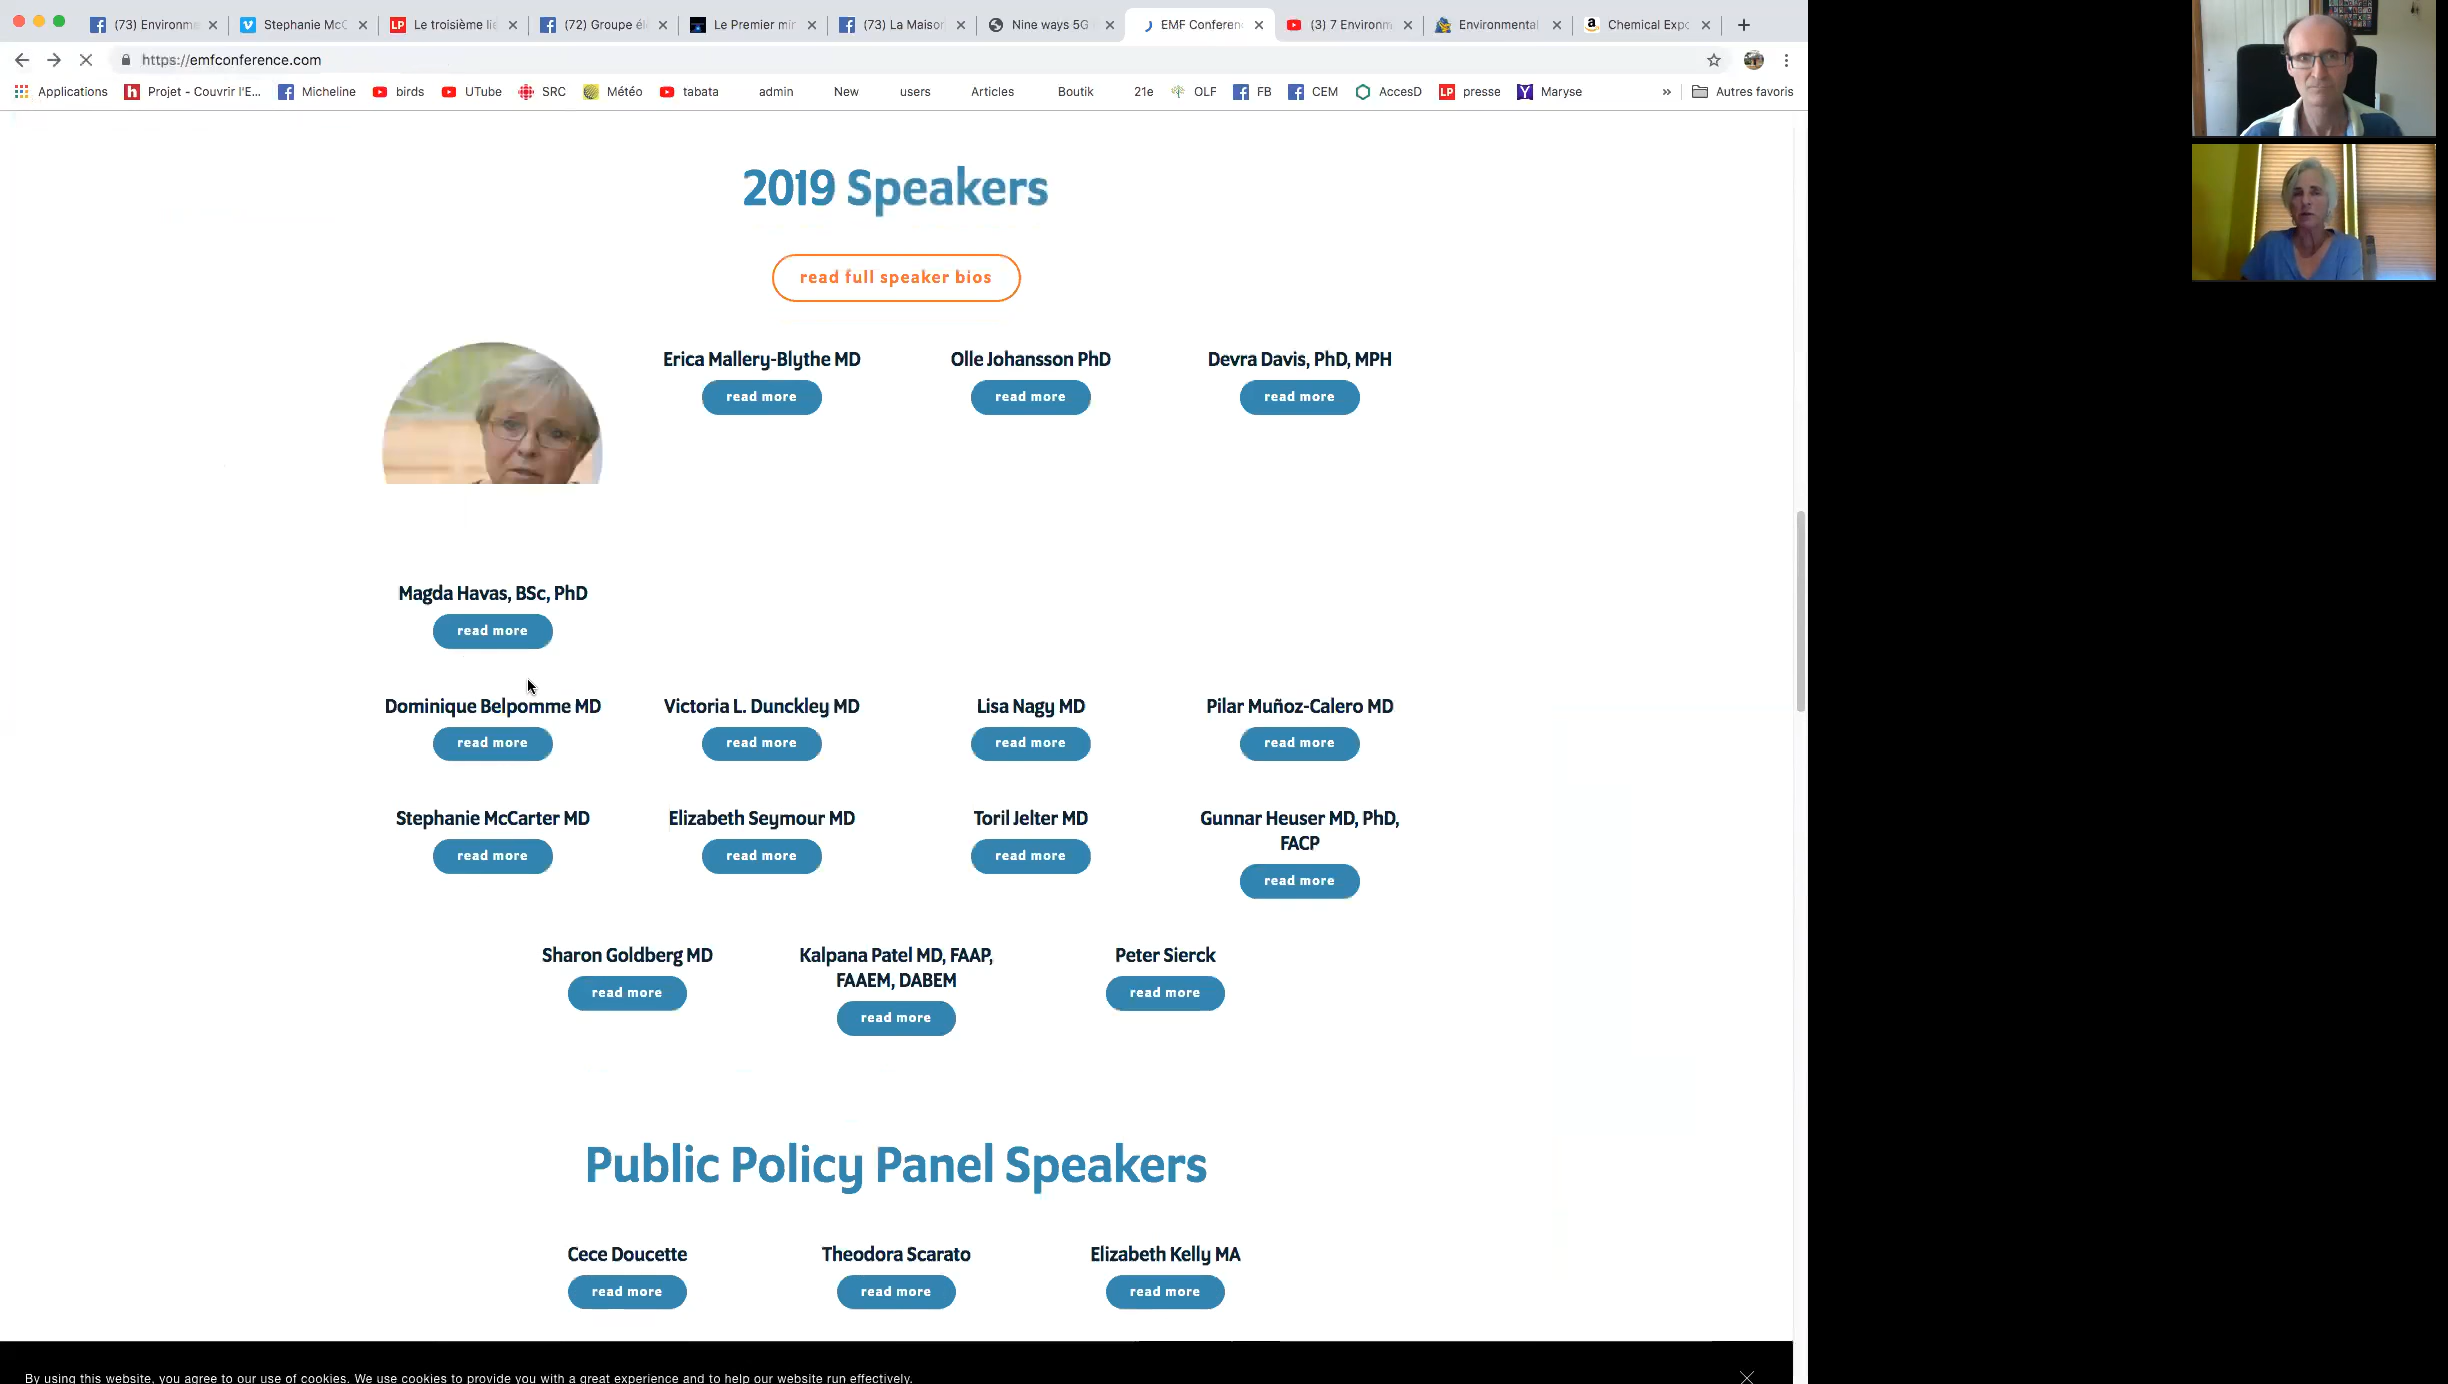 (73) Environm
Stephanie McC
LP Le troisième lie
(72) Groupe él
Le Premier mir
(73) La Maison
Nine ways 5G
EMF Conferen
(3) 7 Environm
Environmental
a Chemical Expo
https://emfconference.com
Applications
h Projet - Couvrir l'E...
Micheline
birds
UTube
SRC
Météo
tabata
admin
New
users
Articles
Boutik
21e
OLF
FB
CEM
AccesD
LP presse
Y Maryse
»
Autres favoris
2019 Speakers
read full speaker bios
Erica Mallery-Blythe MD
read more
Olle Johansson PhD
read more
Devra Davis, PhD, MPH
read more
Magda Havas, BSc, PhD
read more
Dominique Belpomme MD
read more
Victoria L. Dunckley MD
read more
Lisa Nagy MD
read more
Pilar Muñoz-Calero MD
read more
Stephanie McCarter MD
read more
Elizabeth Seymour MD
read more
Toril Jelter MD
read more
Gunnar Heuser MD, PhD,
FACP
read more
Sharon Goldberg MD
read more
Kalpana Patel MD, FAAP,
FAAEM, DABEM
read more
Peter Sierck
read more
Public Policy Panel Speakers
Cece Doucette
read more
Theodora Scarato
read more
Elizabeth Kelly MA
read more
By using this website, you agree to our use of cookies. We use cookies to provide you with a great experience and to help our website run effectively.